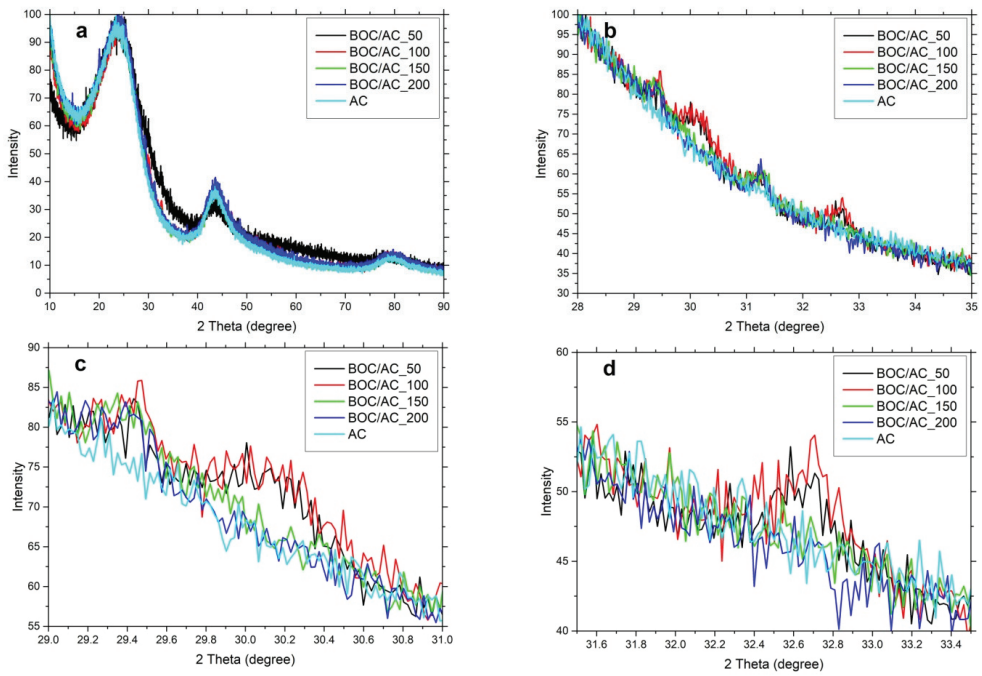 a
BOC/AC_50
BOC/AC_100
BOC/AC_150
BOC/AC_200
AC
Intensity
100
90
80
70
60
50
40
30
20
10
0
10 20 30 40 50 60 70 80 90
2 Theta (degree)
b
BOC/AC_50
BOC/AC_100
BOC/AC_150
BOC/AC_200
AC
Intensity
100
95
90
85
80
75
70
65
60
55
50
45
40
35
30
28 29 30 31 32 33 34 35
2 Theta (degree)
c
BOC/AC_50
BOC/AC_100
BOC/AC_150
BOC/AC_200
AC
Intensity
90
85
80
75
70
65
60
55
29.0 29.2 29.4 29.6 29.8 30.0 30.2 30.4 30.6 30.8 31.0
2 Theta (degree)
d
BOC/AC_50
BOC/AC_100
BOC/AC_150
BOC/AC_200
AC
Intensity
60
55
50
45
40
31.6 31.8 32.0 32.2 32.4 32.6 32.8 33.0 33.2 33.4
2 Theta (degree)